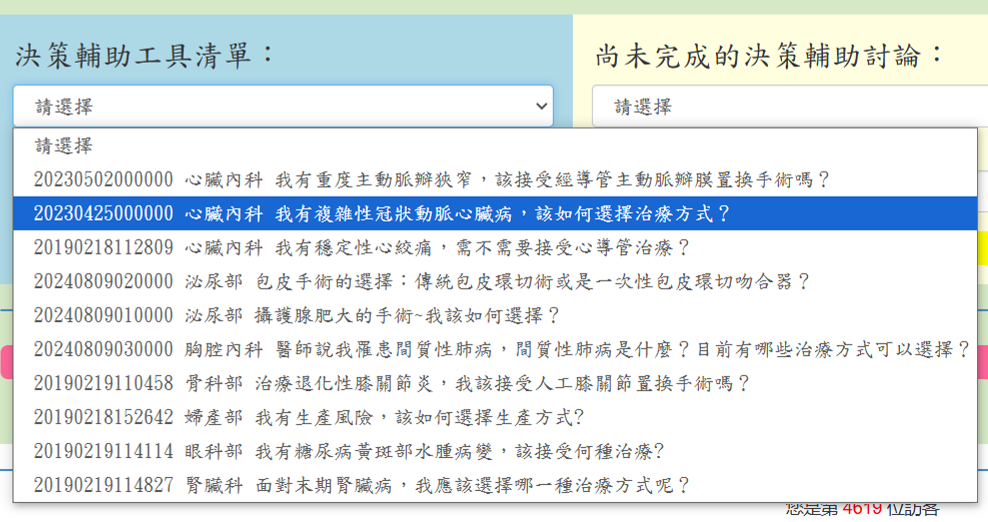 決策輔助工具清單：
尚未完成的決策輔助討論：
請選擇
請選擇
請選擇
20230502000000 心臟內科 我有重度主動脈瓣狹窄，該接受經導管主動脈瓣膜置換手術嗎？
20230425000000 心臟內科 我有複雜性冠狀動脈心臟病，該如何選擇治療方式？
20190218112809 心臟內科 我有穩定性心絞痛，需不需要接受心導管治療？
20240809020000 泌尿部 包皮手術的選擇：傳統包皮環切術或是一次性包皮環切吻合器？
20240809010000 泌尿部 攝護腺肥大的手術~我該如何選擇？
20240809030000 胸腔內科 醫師說我罹患間質性肺病，間質性肺病是什麼？目前有哪些治療方式可以選擇？
20190219110458 骨科部 治療退化性膝關節炎，我該接受人工膝關節置換手術嗎？
20190218152642 婦產部 我有生產風險，該如何選擇生產方式?
20190219114114 眼科部 我有糖尿病黃斑部水腫病變，該接受何種治療?
20190219114827 腎臟科 面對末期腎臟病，我應該選擇哪一種治療方式呢？
您是第 4619 位訪客